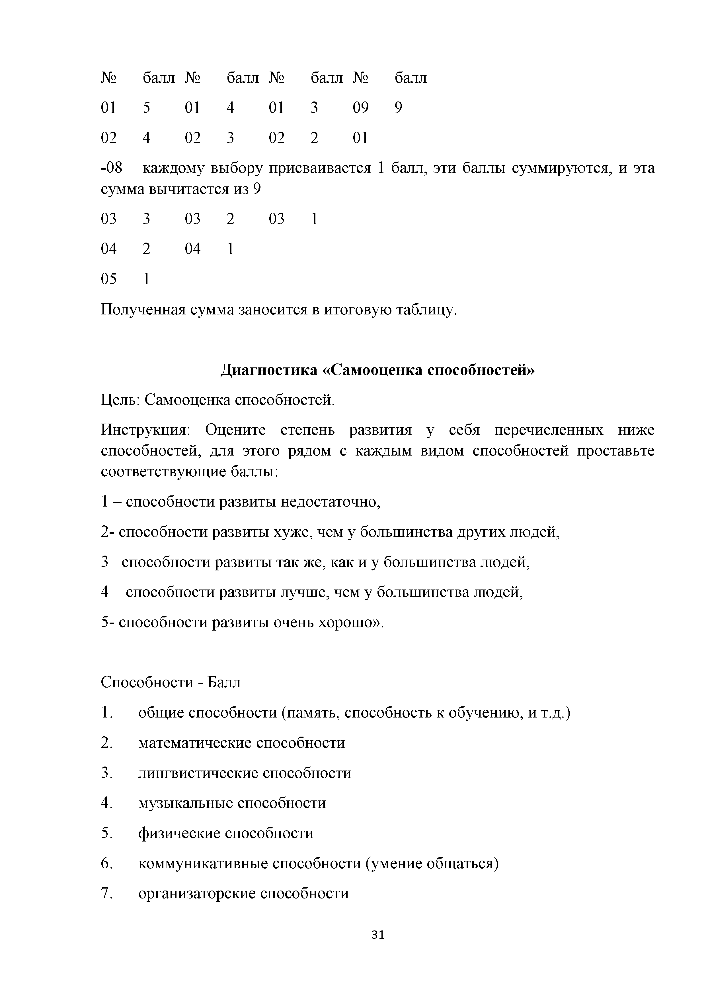 № балл № балл № балл № балл
01 5 01 4 01 3 09 9
02 4 02 3 02 2 01
-08 каждому выбору присваивается 1 балл, эти баллы суммируются, и эта
сумма вычитается из 9
03 3 03 2 03 1
04 2 04 1
05 1
Полученная сумма заносится в итоговую таблицу.
Диагностика «Самооценка способностей»
Цель: Самооценка способностей.
Инструкция: Оцените степень развития у себя перечисленных ниже
способностей, для этого рядом с каждым видом способностей проставьте
соответствующие баллы:
1 – способности развиты недостаточно,
2- способности развиты хуже, чем у большинства других людей,
3 –способности развиты так же, как и у большинства людей,
4 – способности развиты лучше, чем у большинства людей,
5- способности развиты очень хорошо».
Способности - Балл
1. общие способности (память, способность к обучению, и т.д.)
2. математические способности
3. лингвистические способности
4. музыкальные способности
5. физические способности
6. коммуникативные способности (умение общаться)
7. организаторские способности
31